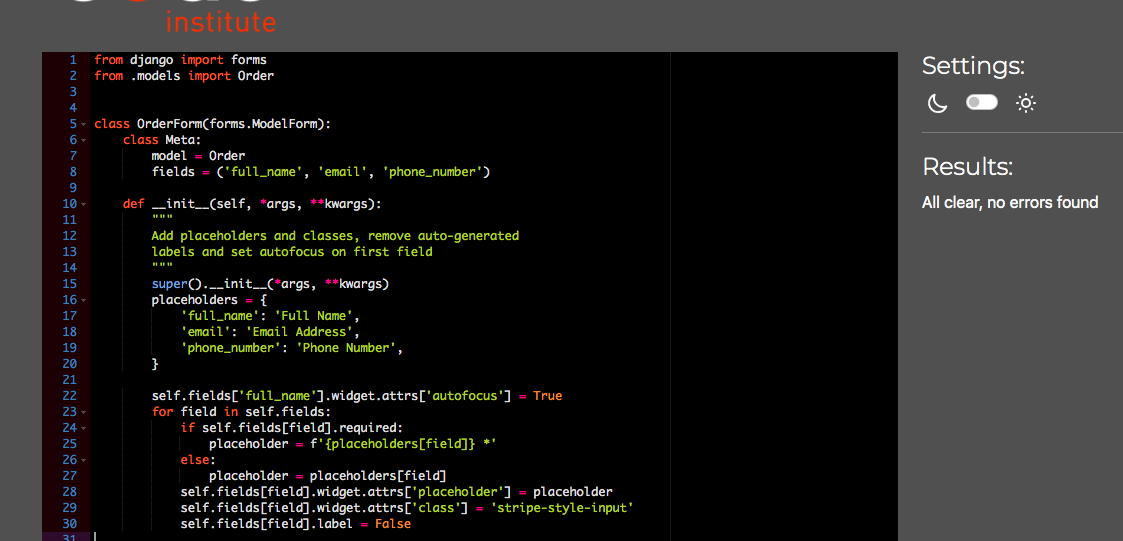 institute
1 from django import forms
2 from .models import Order
3
4
5 class OrderForm(forms.ModelForm):
6     class Meta:
7         model = Order
8         fields = ('full_name', 'email', 'phone_number')
9
10     def __init__(self, *args, **kwargs):
11         """
12         Add placeholders and classes, remove auto-generated
13         labels and set autofocus on first field
14         """
15         super().__init__(*args, **kwargs)
16         placeholders = {
17             'full_name': 'Full Name',
18             'email': 'Email Address',
19             'phone_number': 'Phone Number',
20         }
21
22         self.fields['full_name'].widget.attrs['autofocus'] = True
23         for field in self.fields:
24             if self.fields[field].required:
25                 placeholder = f'{placeholders[field]} *'
26             else:
27                 placeholder = placeholders[field]
28             self.fields[field].widget.attrs['placeholder'] = placeholder
29             self.fields[field].widget.attrs['class'] = 'stripe-style-input'
30             self.fields[field].label = False
31
Settings:
Results:
All clear, no errors found